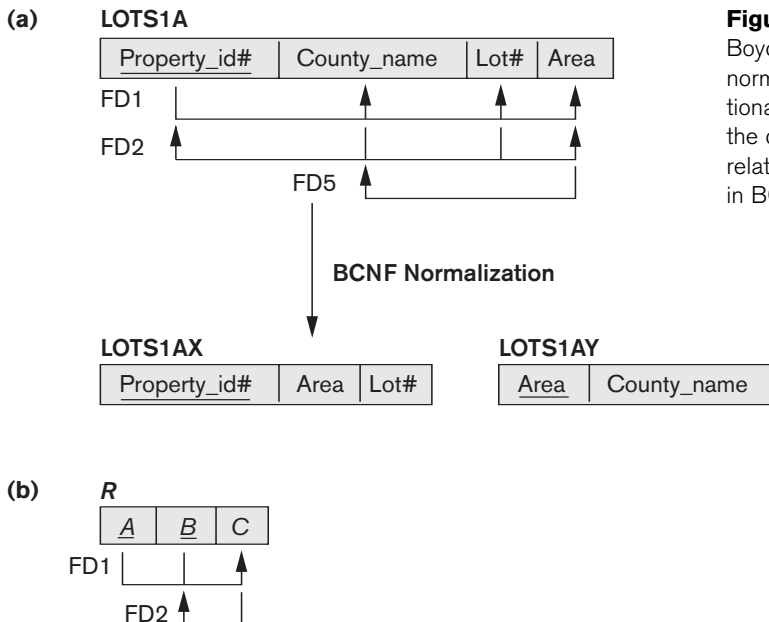 (a) LOTS1A
Property_id# County_name Lot# Area
FD1
FD2
FD5
BCNF Normalization
LOTS1AX
Property_id# Area Lot#
LOTS1AY
Area County_name
(b) R
A B C
FD1
FD2
in